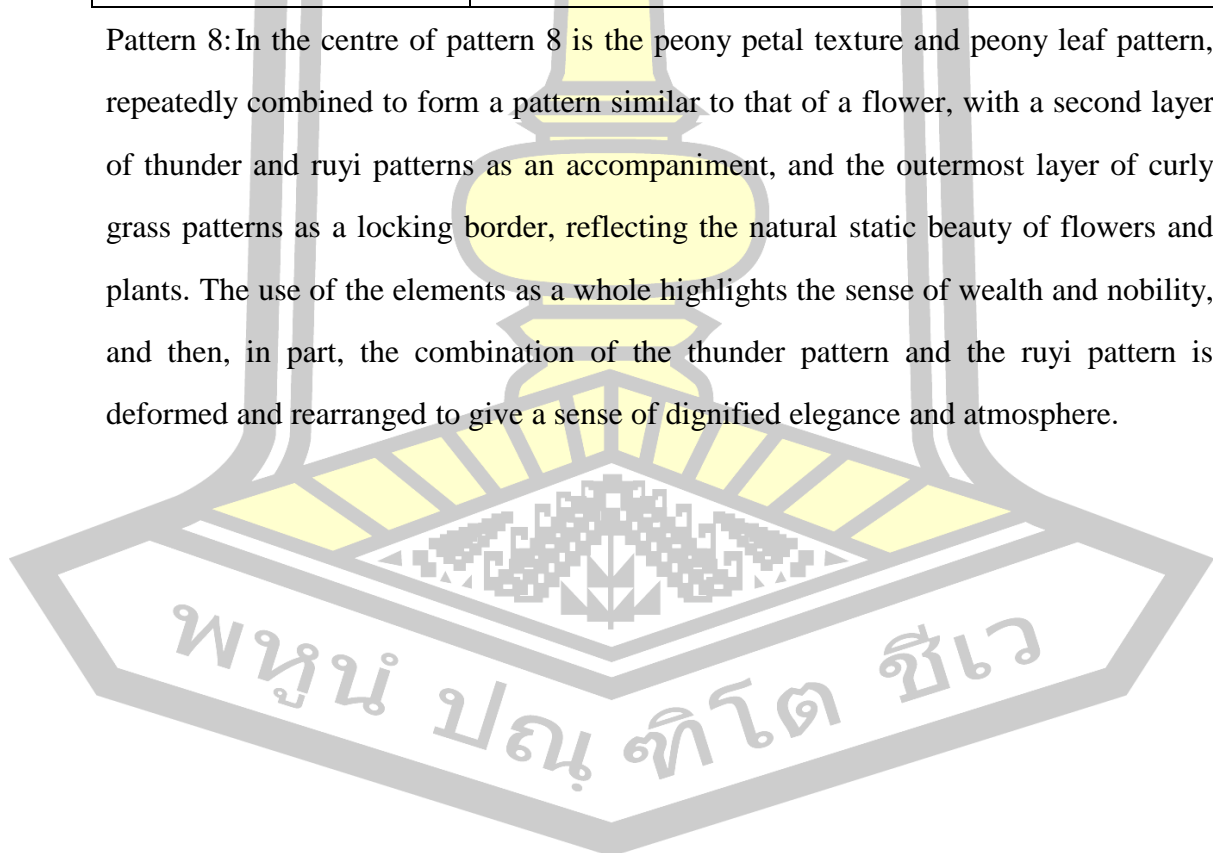 Pattern 8: In the centre of pattern 8 is the peony petal texture and peony leaf pattern,
repeatedly combined to form a pattern similar to that of a flower, with a second layer
of thunder and ruyi patterns as an accompaniment, and the outermost layer of curly
grass patterns as a locking border, reflecting the natural static beauty of flowers and
plants. The use of the elements as a whole highlights the sense of wealth and nobility,
and then, in part, the combination of the thunder pattern and the ruyi pattern is
deformed and rearranged to give a sense of dignified elegance and atmosphere.
พหูนํ ปณฺฑิโต ชีเว